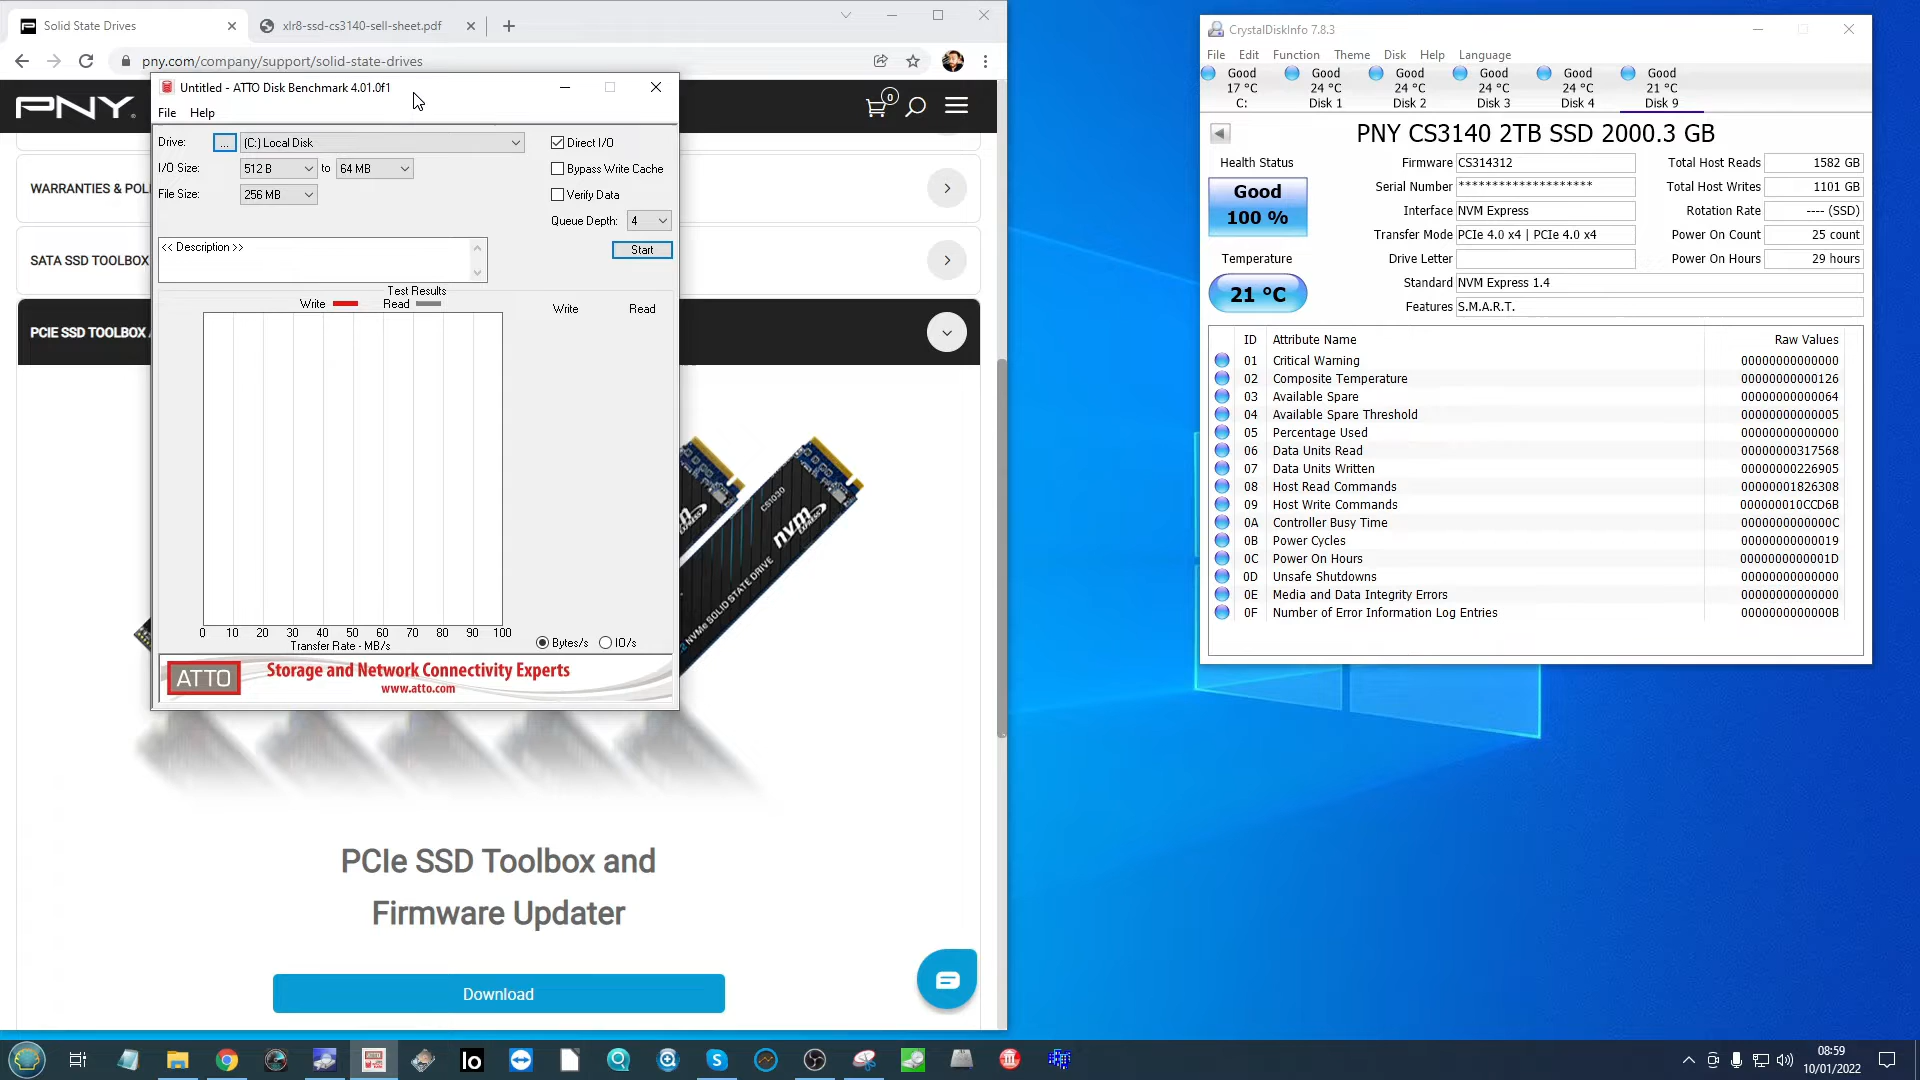 Solid State Drives
xlr8-ssd-cs3140-sell-sheet.pdf
pny.com/company/support/solid-state-drives
PNY
0
WARRANTIES & POLI
SATA SSD TOOLBOX
PCIE SSD TOOLBOX
Untitled - ATTO Disk Benchmark 4.01.0f1
File Help
Drive: ... (C:) Local Disk
Direct I/O
I/O Size: 512 B to 64 MB
Bypass Write Cache
File Size: 256 MB
Verify Data
Queue Depth: 4
<< Description >>
Start
Test Results
Write Read
Write Read
0 10 20 30 40 50 60 70 80 90 100
Transfer Rate - MB/s
Bytes/s IO/s
ATTO
Storage and Network Connectivity Experts
www.atto.com
CS1030
nvm
EXPRESS
2 NVMe SOLID STATE DRIVE
PCIe SSD Toolbox and
Firmware Updater
Download
CrystalDiskInfo 7.8.3
File Edit Function Theme Disk Help Language
Good Good Good Good Good Good
17 °C 24 °C 24 °C 24 °C 24 °C 21 °C
C: Disk 1 Disk 2 Disk 3 Disk 4 Disk 9
PNY CS3140 2TB SSD 2000.3 GB
Health Status
Good
100 %
Temperature
21 °C
Firmware CS314312
Serial Number ********************
Interface NVM Express
Transfer Mode PCIe 4.0 x4 | PCIe 4.0 x4
Drive Letter
Standard NVM Express 1.4
Features S.M.A.R.T.
Total Host Reads 1582 GB
Total Host Writes 1101 GB
Rotation Rate ---- (SSD)
Power On Count 25 count
Power On Hours 29 hours
ID Attribute Name Raw Values
01 Critical Warning 00000000000000
02 Composite Temperature 00000000000126
03 Available Spare 00000000000064
04 Available Spare Threshold 00000000000005
05 Percentage Used 00000000000000
06 Data Units Read 00000000317568
07 Data Units Written 00000000226905
08 Host Read Commands 00000001826308
09 Host Write Commands 000000010CCD6B
0A Controller Busy Time 0000000000000C
0B Power Cycles 00000000000019
0C Power On Hours 0000000000001D
0D Unsafe Shutdowns 00000000000000
0E Media and Data Integrity Errors 00000000000000
0F Number of Error Information Log Entries 0000000000000B
Io
08:59
10/01/2022